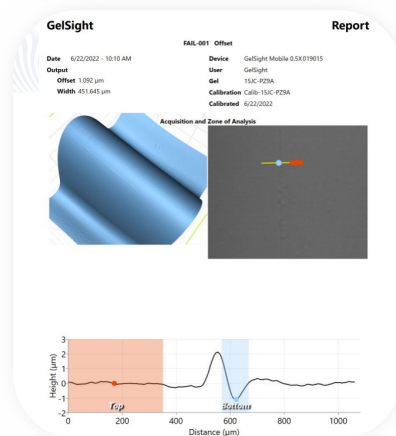 GelSight Report
FAIL-001 Offset
Date 6/22/2022 - 10:10 AM Device GelSight Mobile 0.5X019015
Output User GelSight
Offset 1.092 µm Gel 15JC-PZ9A
Width 451.645 µm Calibration Calib-15JC-PZ9A
Calibrated 6/22/2022
Acquisition and Zone of Analysis
Height (µm)
3
2
1
0
-1
-2
Top Bottom
0 200 400 600 800 1000
Distance (µm)